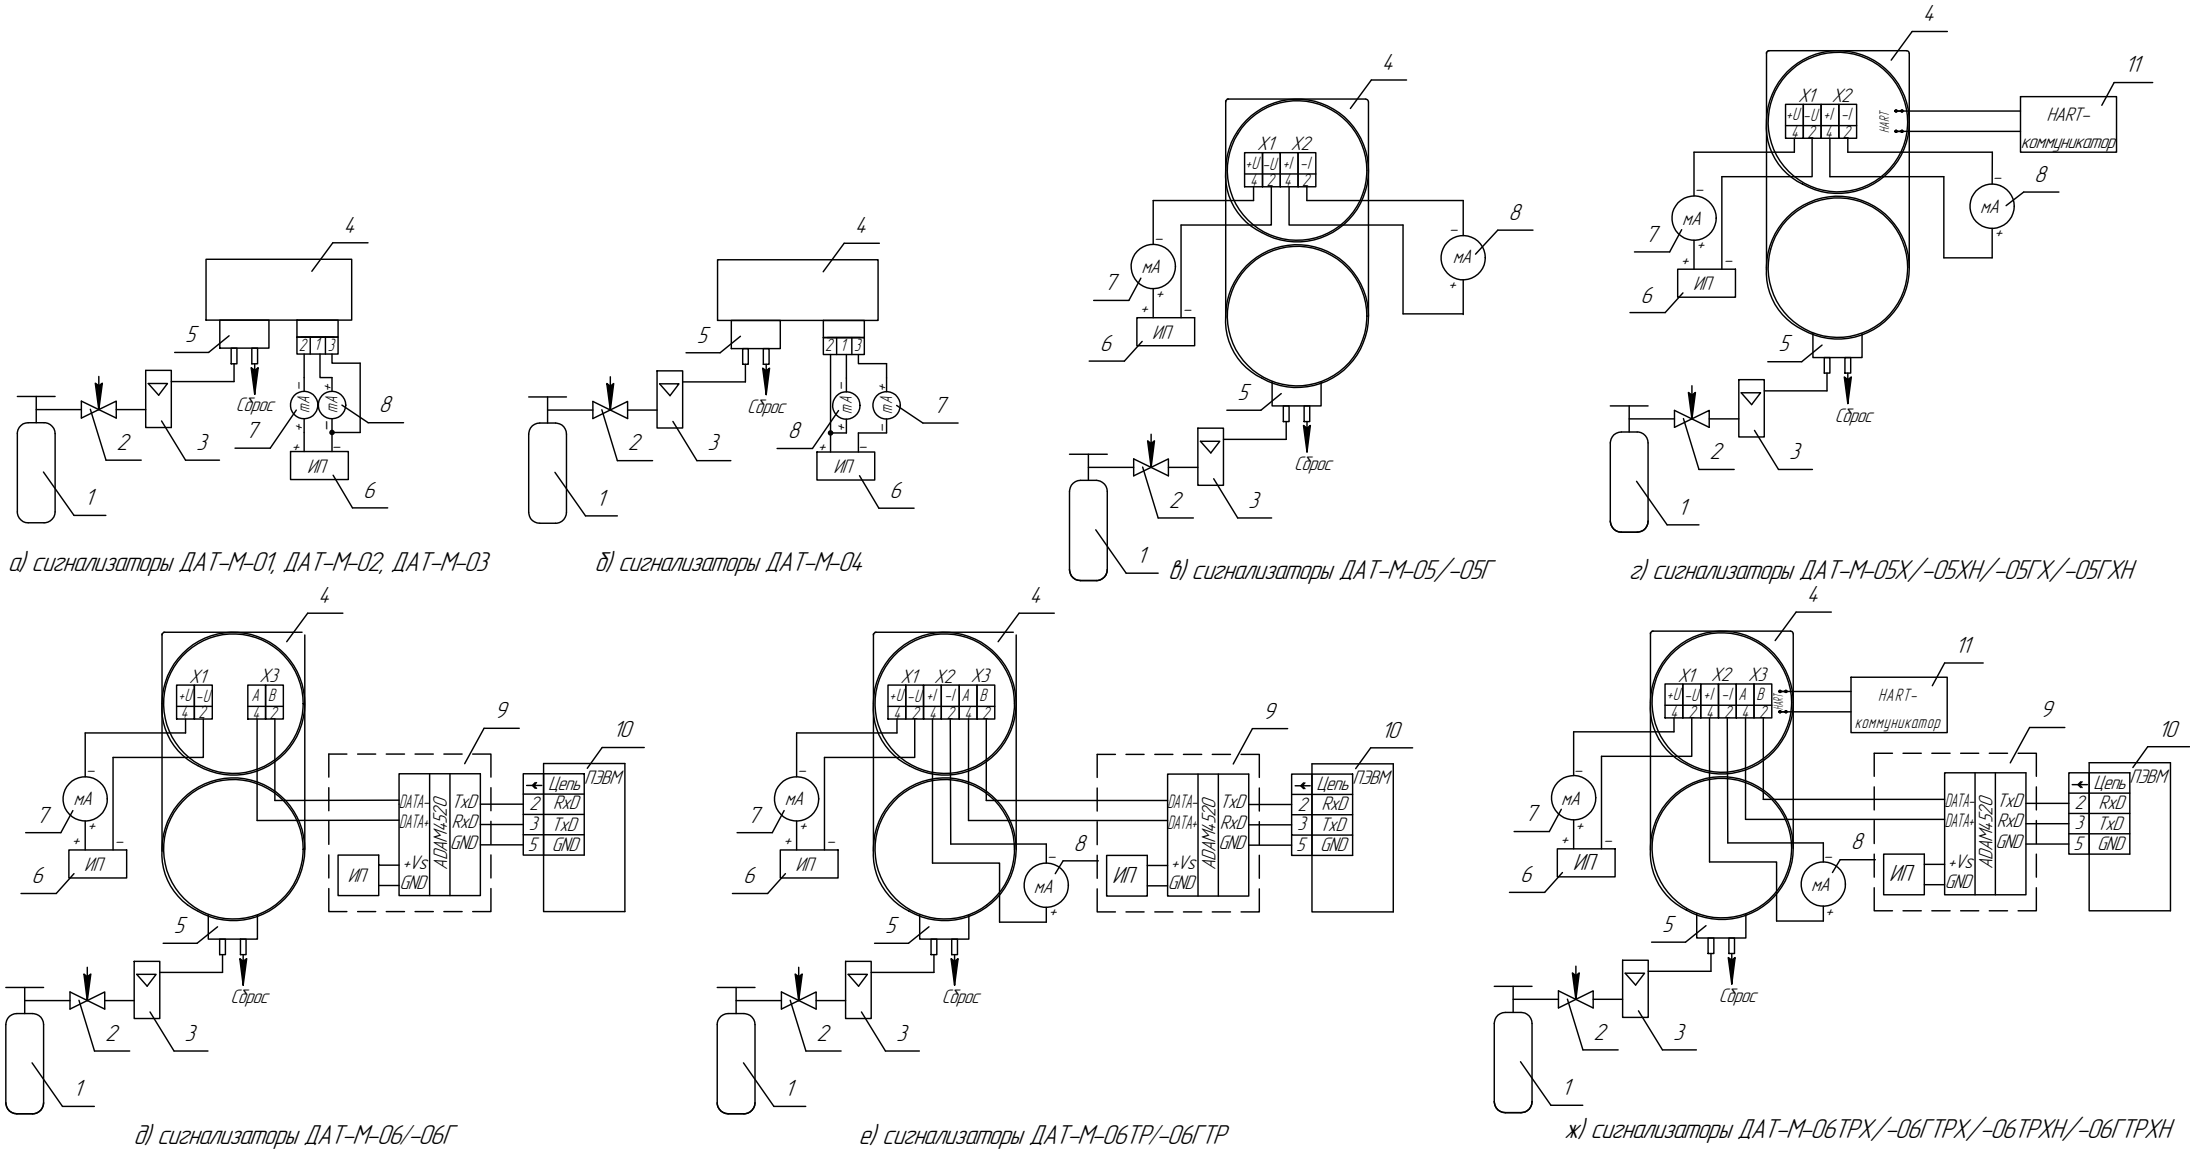 4
5
2 1 3
− +
mA mA
8
7
+ −
−
ИП
6
Сброс
2
3
1
а) сигнализаторы ДАТ-М-01, ДАТ-М-02, ДАТ-М-03
4
5
2 1 3
− +
mA mA
7
8
+ −
+ −
ИП
6
Сброс
2
3
1
б) сигнализаторы ДАТ-М-04
4
X1 X2
+U -U +I -I
4 2 4 2
8
− −
мА мА
7
+ +
+ −
ИП
6
5
Сброс
2
3
1
в) сигнализаторы ДАТ-М-05/-05Г
4
11
X1 X2
+U -U +I -I
4 2 4 2
HART
HART-
коммуникатор
8
− −
мА мА
7
+ +
+ −
ИП
6
5
Сброс
2
3
1
г) сигнализаторы ДАТ-М-05Х/-05ХН/-05ГХ/-05ГХН
4
X1 X3
+U -U A B
4 2 4 2
9
10
−
мА
7
+
+ −
ИП
6
DATA-
DATA+
ADAM4520
TxD
RxD
GND
+Vs
GND
ИП
Цепь
2 RxD
3 TxD
5 GND
ПЭВМ
5
Сброс
2
3
1
д) сигнализаторы ДАТ-М-06/-06Г
4
X1 X2 X3
+U -U +I -I A B
4 2 4 2 4 2
9
10
−
мА
7
+
+ −
ИП
6
DATA-
DATA+
ADAM4520
TxD
RxD
GND
+Vs
GND
ИП
Цепь
2 RxD
3 TxD
5 GND
ПЭВМ
8
−
мА
+
5
Сброс
2
3
1
е) сигнализаторы ДАТ-М-06ТР/-06ГТР
4
11
X1 X2 X3
+U -U +I -I A B
4 2 4 2 4 2
HART
HART-
коммуникатор
9
10
−
мА
7
+
+ −
ИП
6
DATA-
DATA+
ADAM4520
TxD
RxD
GND
+Vs
GND
ИП
Цепь
2 RxD
3 TxD
5 GND
ПЭВМ
8
−
мА
+
5
Сброс
2
3
1
ж) сигнализаторы ДАТ-М-06ТРХ/-06ГТРХ/-06ТРХН/-06ГТРХН